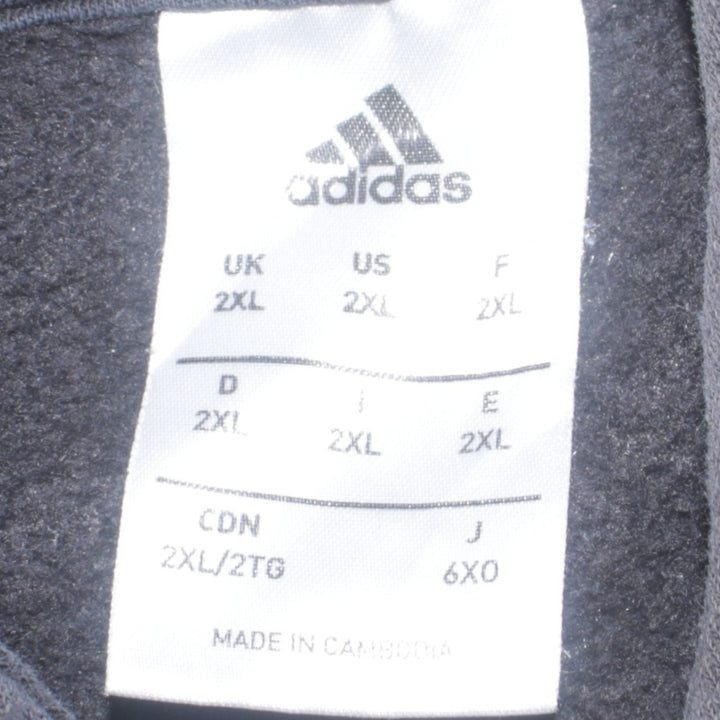 adidas
UK US F
2XL 2XL 2XL
D I E
2XL 2XL 2XL
CDN J
2XL/2TG 6XO
MADE IN CAMBODIA